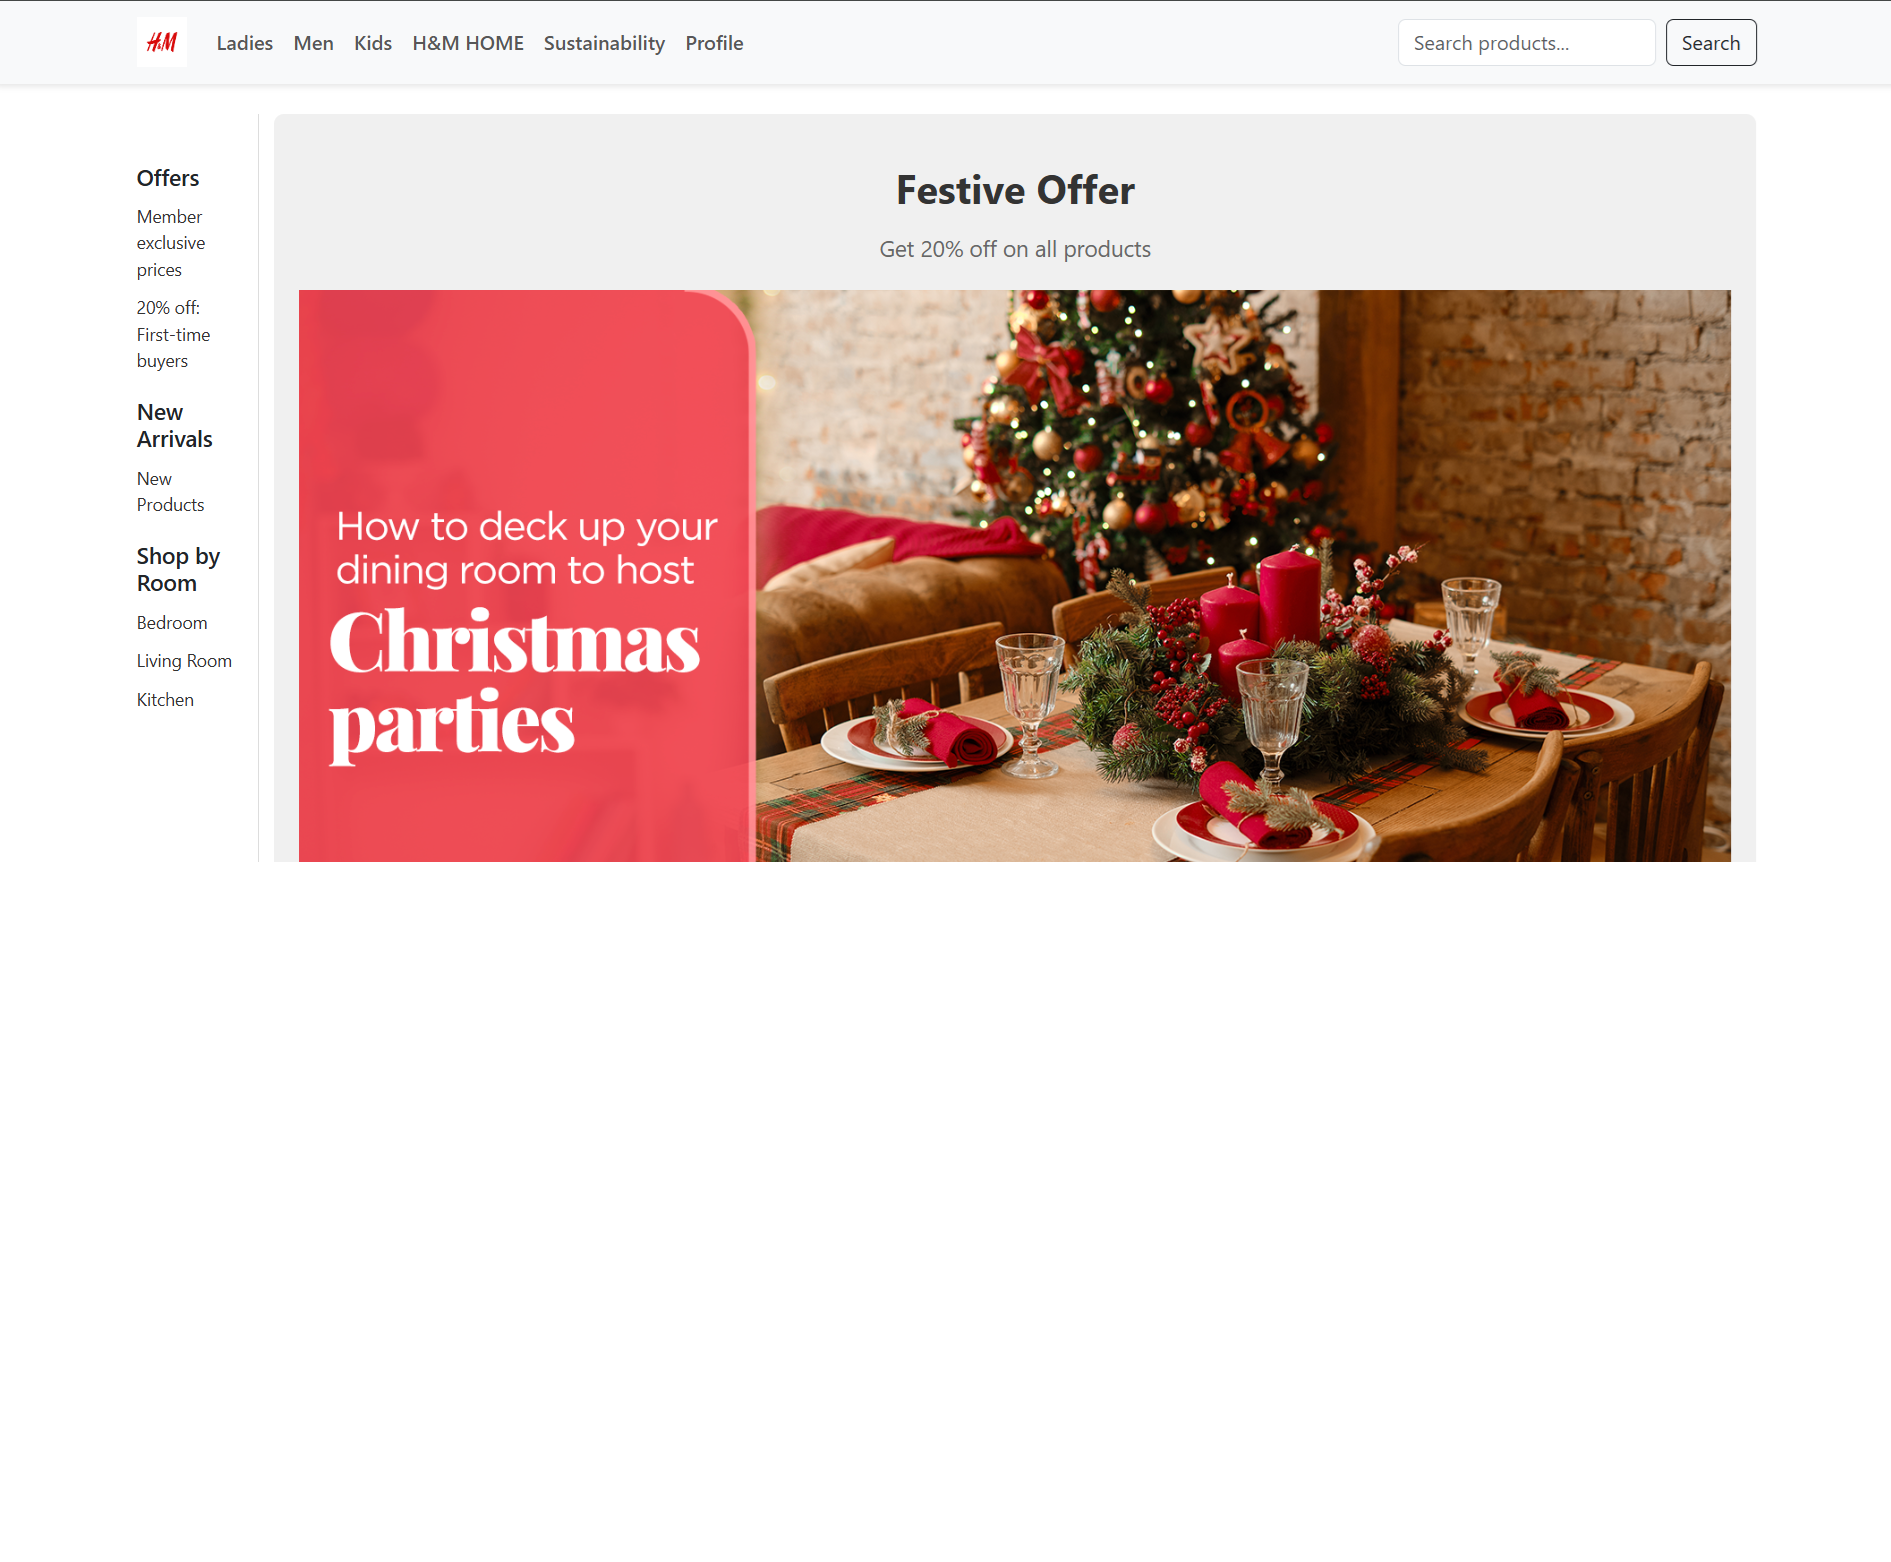 H&M
Ladies Men Kids H&M HOME Sustainability Profile
Search products...
Search
Offers
Member
exclusive
prices
20% off:
First-time
buyers
New
Arrivals
New
Products
Shop by
Room
Bedroom
Living Room
Kitchen
Festive Offer
Get 20% off on all products
How to deck up your
dining room to host
Christmas
parties